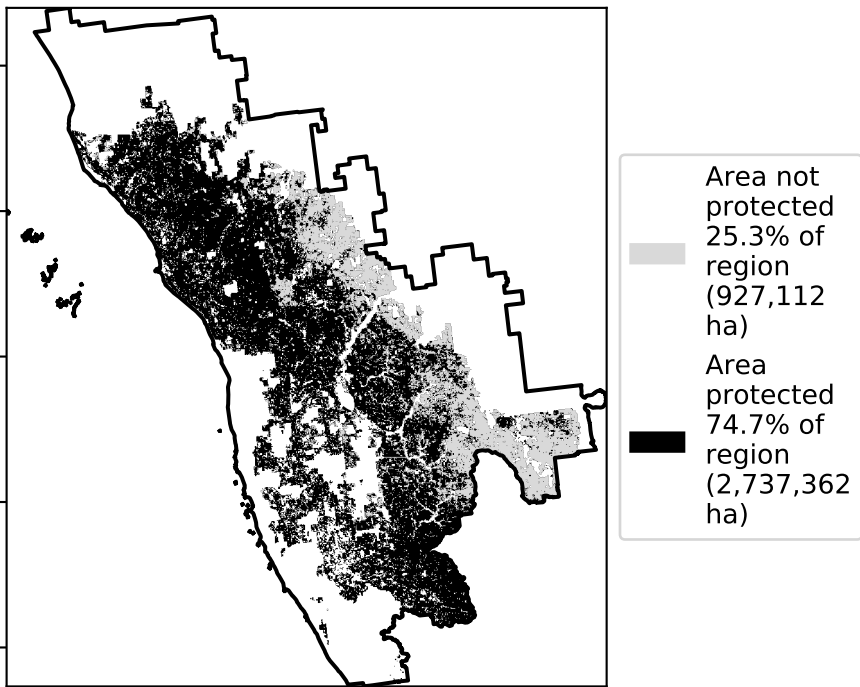 Area not
protected
25.3% of
region
(927,112
ha)
Area
protected
74.7% of
region
(2,737,362
ha)